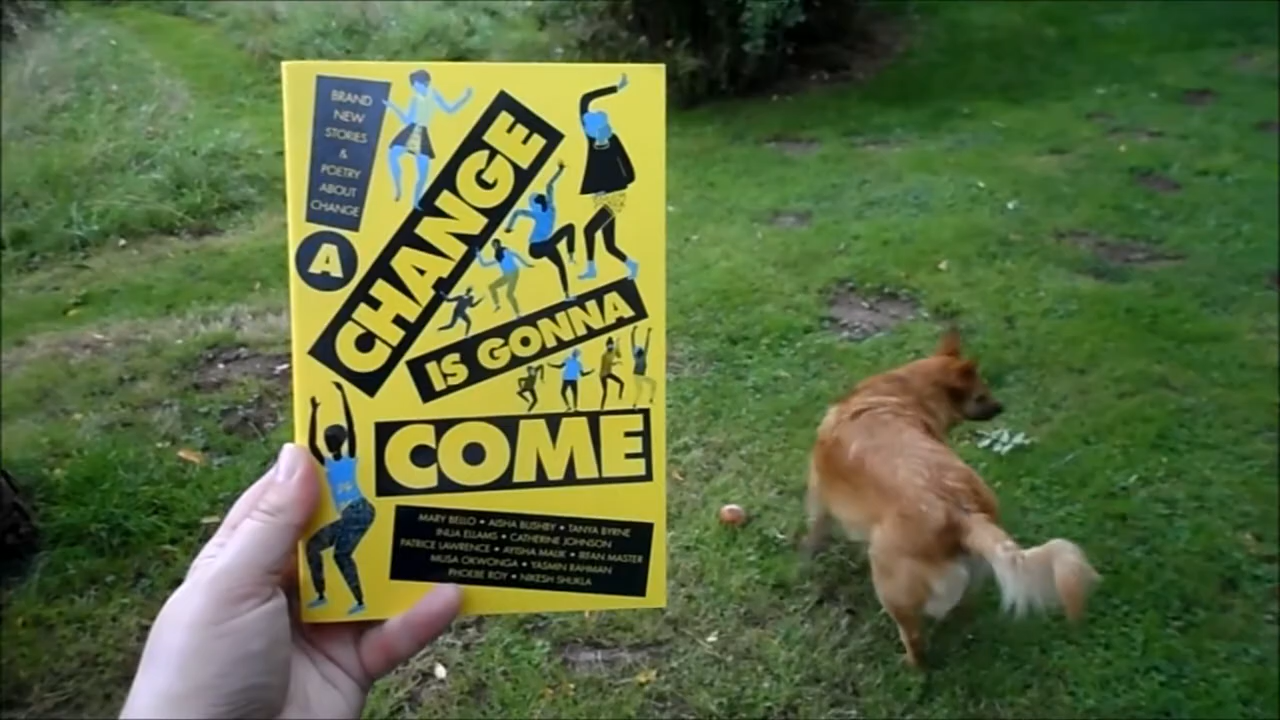 BRAND
NEW
STORIES
&
POETRY
ABOUT
CHANGE
A
CHANGE
IS GONNA
COME
MARY BELLO • AISHA BUSHBY • TANYA BYRNE
INUA ELLAMS • CATHERINE JOHNSON
PATRICE LAWRENCE • AYISHA MALIK • IRFAN MASTER
MUSA OKWONGA • YASMIN RAHMAN
PHOEBE ROY • NIKESH SHUKLA